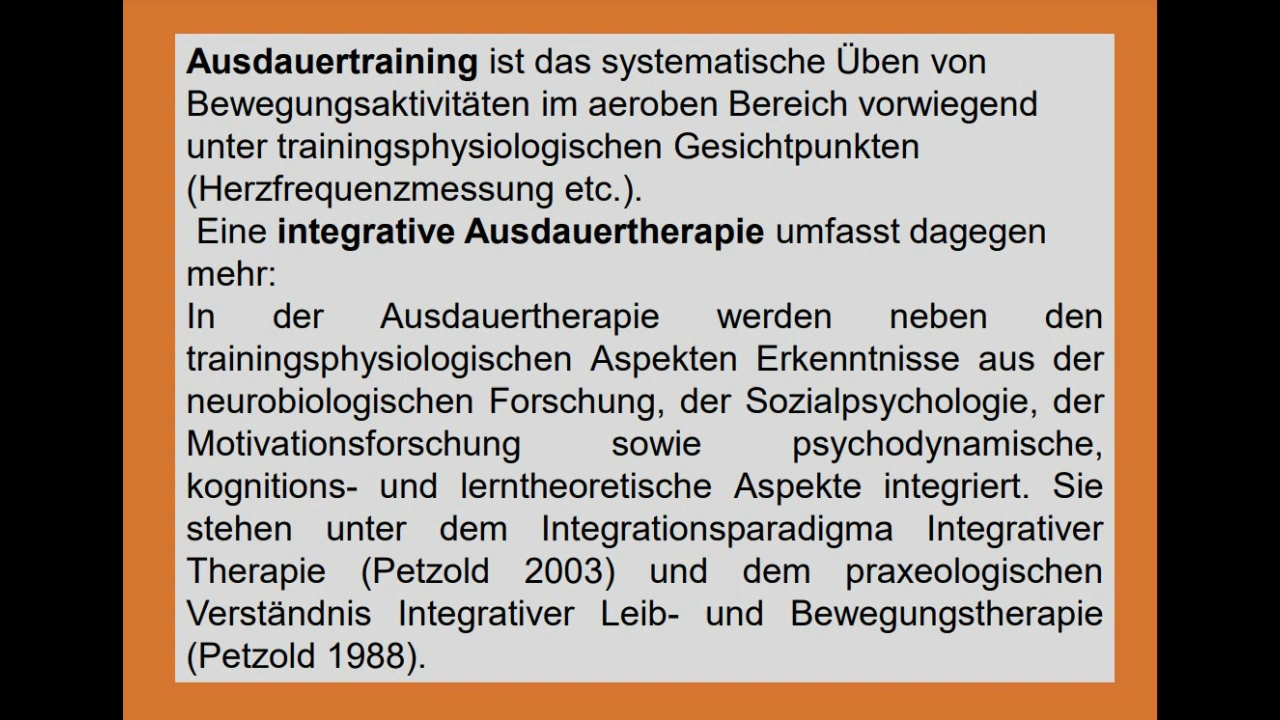 Ausdauertraining ist das systematische Üben von
Bewegungsaktivitäten im aeroben Bereich vorwiegend
unter trainingsphysiologischen Gesichtpunkten
(Herzfrequenzmessung etc.).
Eine integrative Ausdauertherapie umfasst dagegen
mehr:
In der Ausdauertherapie werden neben den
trainingsphysiologischen Aspekten Erkenntnisse aus der
neurobiologischen Forschung, der Sozialpsychologie, der
Motivationsforschung sowie psychodynamische,
kognitions- und lerntheoretische Aspekte integriert. Sie
stehen unter dem Integrationsparadigma Integrativer
Therapie (Petzold 2003) und dem praxeologischen
Verständnis Integrativer Leib- und Bewegungstherapie
(Petzold 1988).